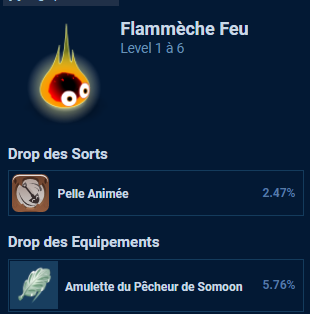 Flammèche Feu
Level 1 à 6
Drop des Sorts
Pelle Animée 2.47%
Drop des Equipements
Amulette du Pêcheur de Somoon 5.76%